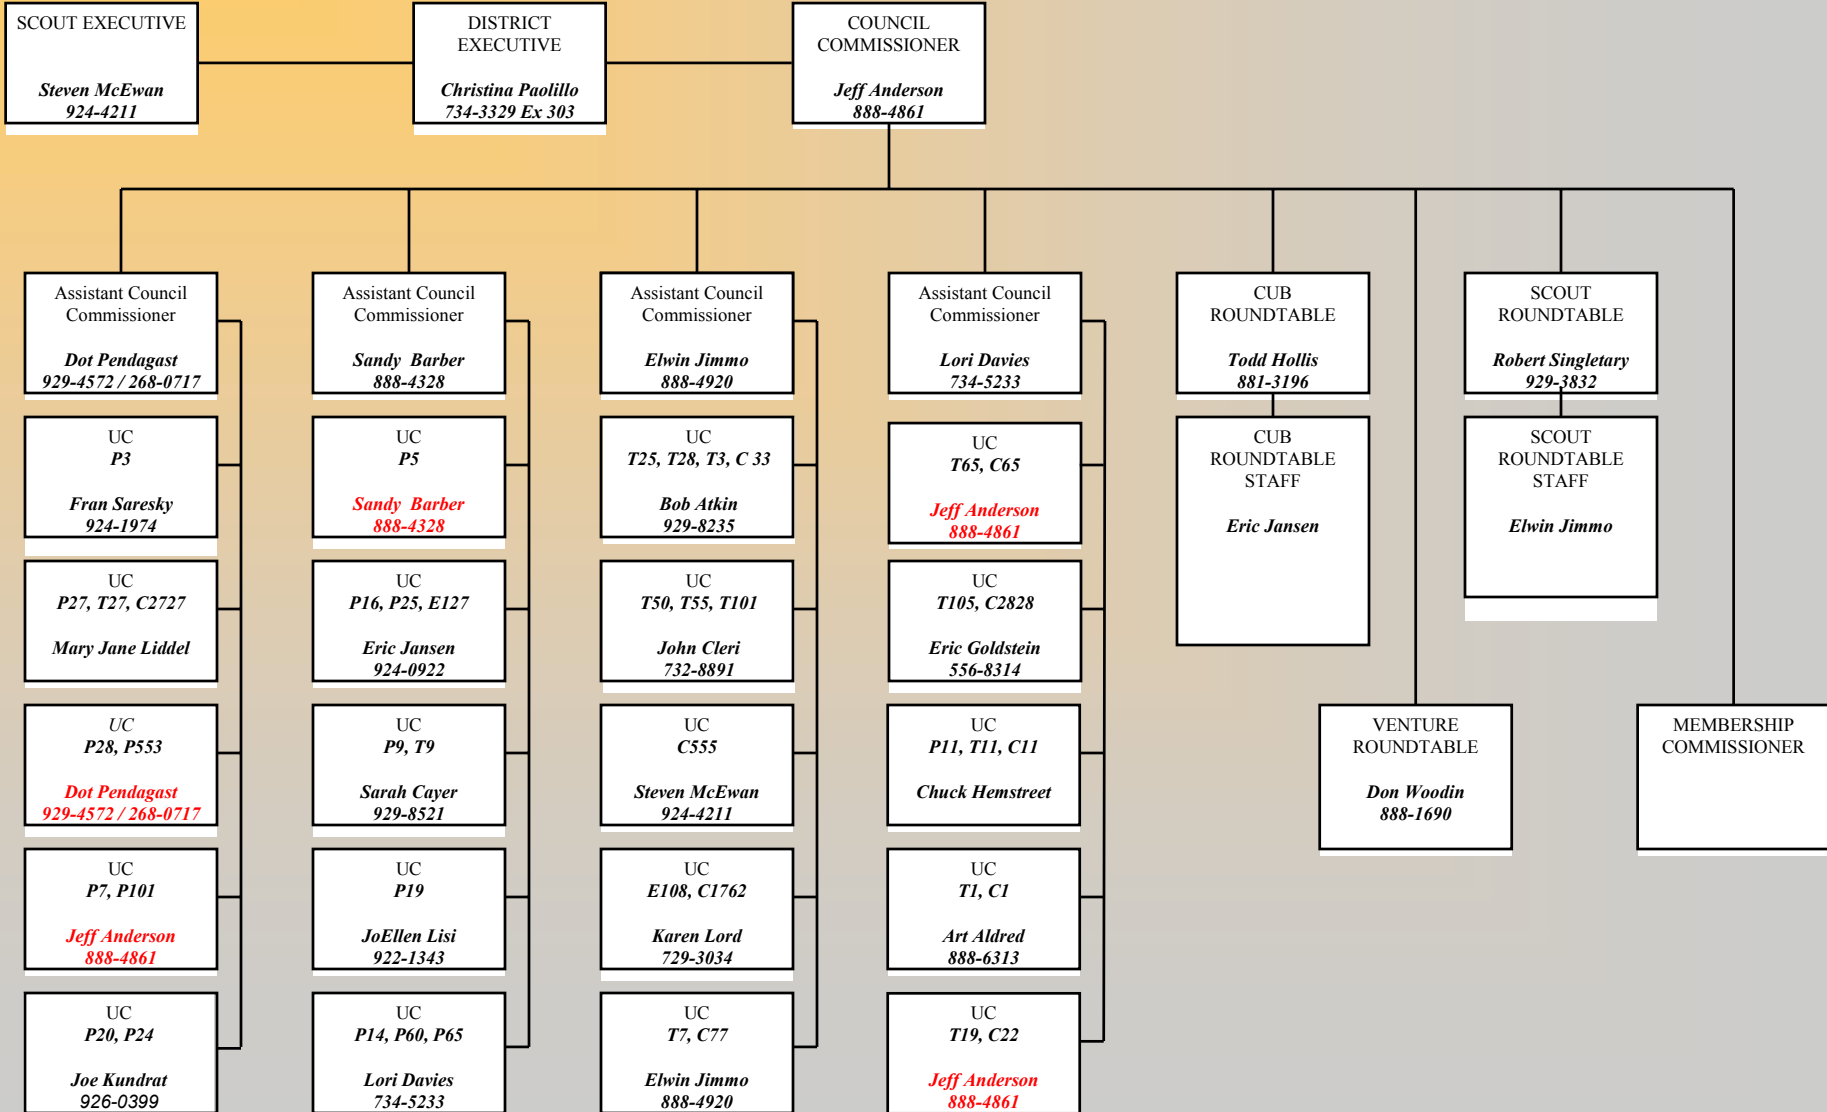 SCOUT EXECUTIVE
Steven McEwan
924-4211
DISTRICT
EXECUTIVE
Christina Paolillo
734-3329 Ex 303
COUNCIL
COMMISSIONER
Jeff Anderson
888-4861
Assistant Council
Commissioner
Dot Pendagast
929-4572 / 268-0717
UC
P3
Fran Saresky
924-1974
UC
P27, T27, C2727
Mary Jane Liddel
UC
P28, P553
Dot Pendagast
929-4572 / 268-0717
UC
P7, P101
Jeff Anderson
888-4861
UC
P20, P24
Joe Kundrat
926-0399
Assistant Council
Commissioner
Sandy Barber
888-4328
UC
P5
Sandy Barber
888-4328
UC
P16, P25, E127
Eric Jansen
924-0922
UC
P9, T9
Sarah Cayer
929-8521
UC
P19
JoEllen Lisi
922-1343
UC
P14, P60, P65
Lori Davies
734-5233
Assistant Council
Commissioner
Elwin Jimmo
888-4920
UC
T25, T28, T3, C 33
Bob Atkin
929-8235
UC
T50, T55, T101
John Cleri
732-8891
UC
C555
Steven McEwan
924-4211
UC
E108, C1762
Karen Lord
729-3034
UC
T7, C77
Elwin Jimmo
888-4920
Assistant Council
Commissioner
Lori Davies
734-5233
UC
T65, C65
Jeff Anderson
888-4861
UC
T105, C2828
Eric Goldstein
556-8314
UC
P11, T11, C11
Chuck Hemstreet
UC
T1, C1
Art Aldred
888-6313
UC
T19, C22
Jeff Anderson
888-4861
CUB
ROUNDTABLE
Todd Hollis
881-3196
CUB
ROUNDTABLE
STAFF
Eric Jansen
SCOUT
ROUNDTABLE
Robert Singletary
929-3832
SCOUT
ROUNDTABLE
STAFF
Elwin Jimmo
VENTURE
ROUNDTABLE
Don Woodin
888-1690
MEMBERSHIP
COMMISSIONER